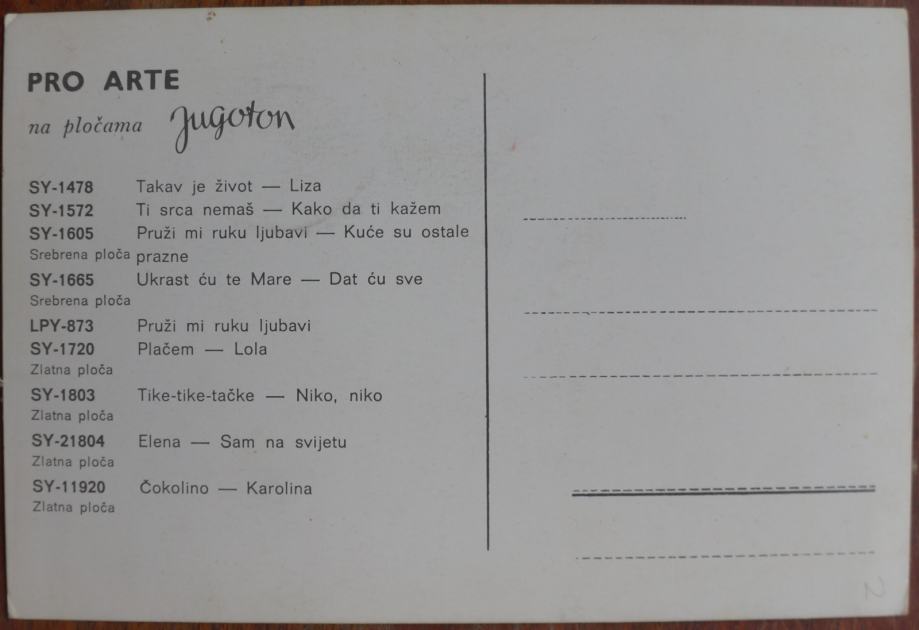 PRO ARTE
na pločama Jugoton
SY-1478 Takav je život — Liza
SY-1572 Ti srca nemaš — Kako da ti kažem
SY-1605 Pruži mi ruku ljubavi — Kuće su ostale
Srebrena ploča prazne
SY-1665 Ukrast ću te Mare — Dat ću sve
Srebrena ploča
LPY-873 Pruži mi ruku ljubavi
SY-1720 Plačem — Lola
Zlatna ploča
SY-1803 Tike-tike-tačke — Niko, niko
Zlatna ploča
SY-21804 Elena — Sam na svijetu
Zlatna ploča
SY-11920 Čokolino — Karolina
Zlatna ploča